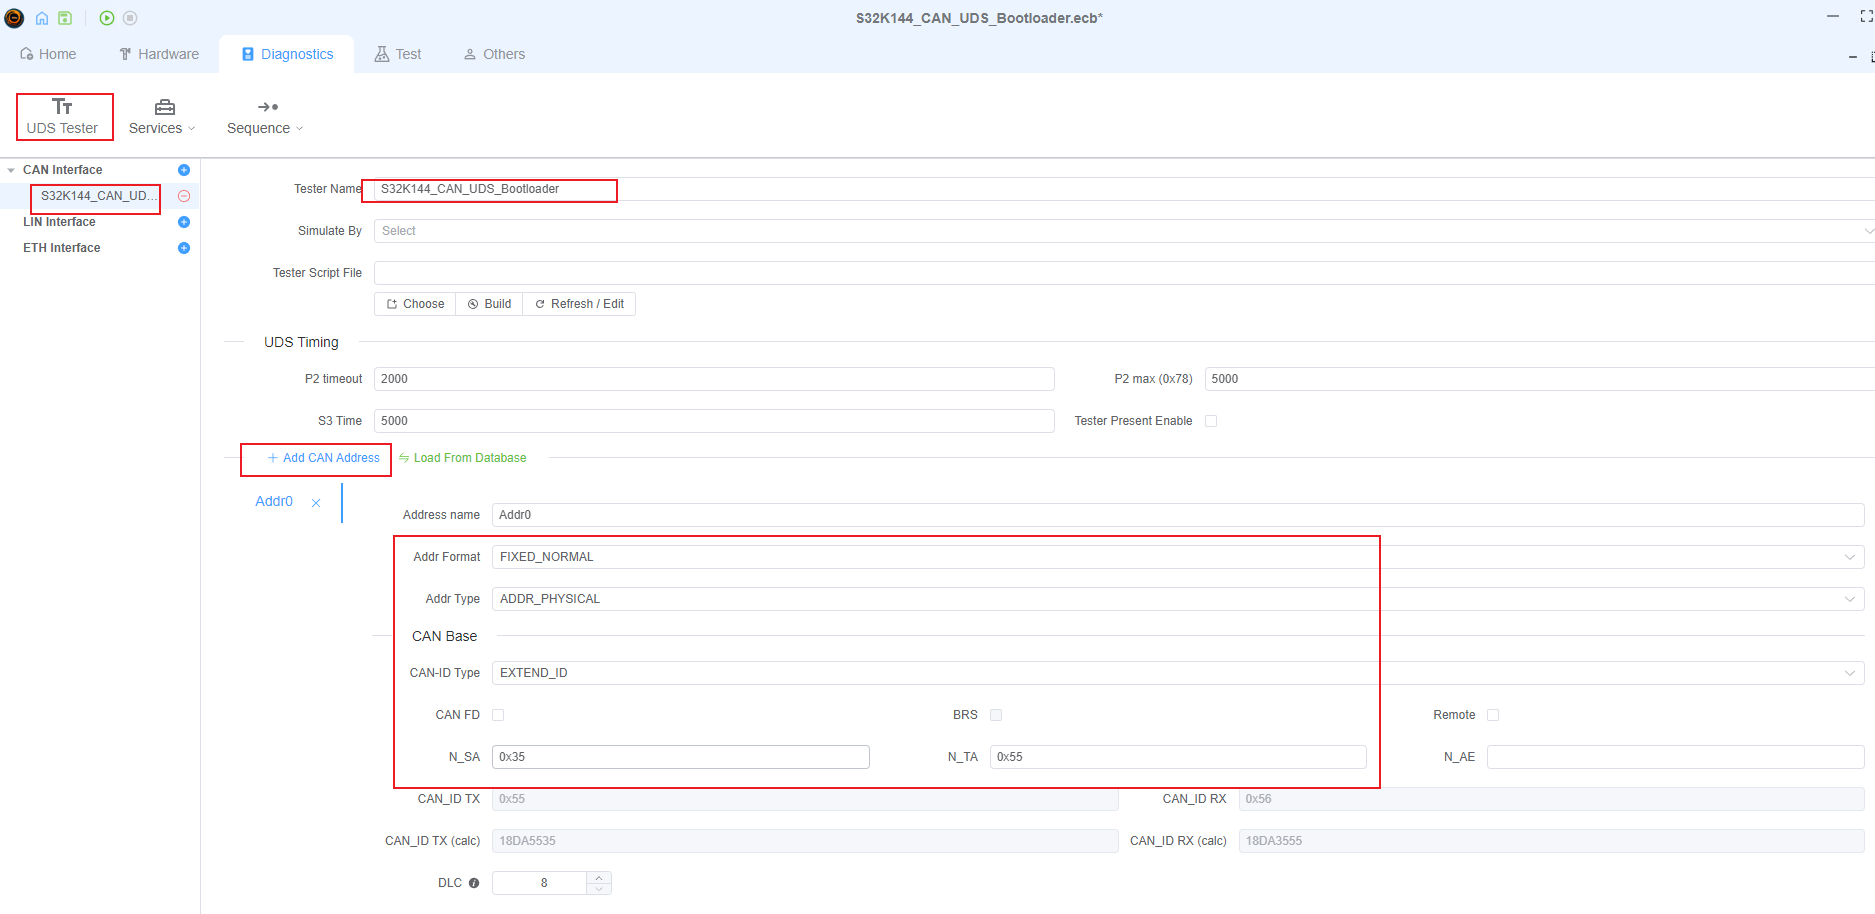 S32K144_CAN_UDS_Bootloader.ecb*
Home Hardware Diagnostics Test Others
UDS Tester Services Sequence
CAN Interface
S32K144_CAN_UD...
LIN Interface
ETH Interface
Tester Name S32K144_CAN_UDS_Bootloader
Simulate By Select
Tester Script File
Choose Build Refresh / Edit
UDS Timing
P2 timeout 2000 P2 max (0x78) 5000
S3 Time 5000 Tester Present Enable
+ Add CAN Address Load From Database
Addr0
Address name Addr0
Addr Format FIXED_NORMAL
Addr Type ADDR_PHYSICAL
CAN Base
CAN-ID Type EXTEND_ID
CAN FD BRS Remote
N_SA 0x35 N_TA 0x55 N_AE
CAN_ID TX 0x55 CAN_ID RX 0x56
CAN_ID TX (calc) 18DA5535 CAN_ID RX (calc) 18DA3555
DLC 8